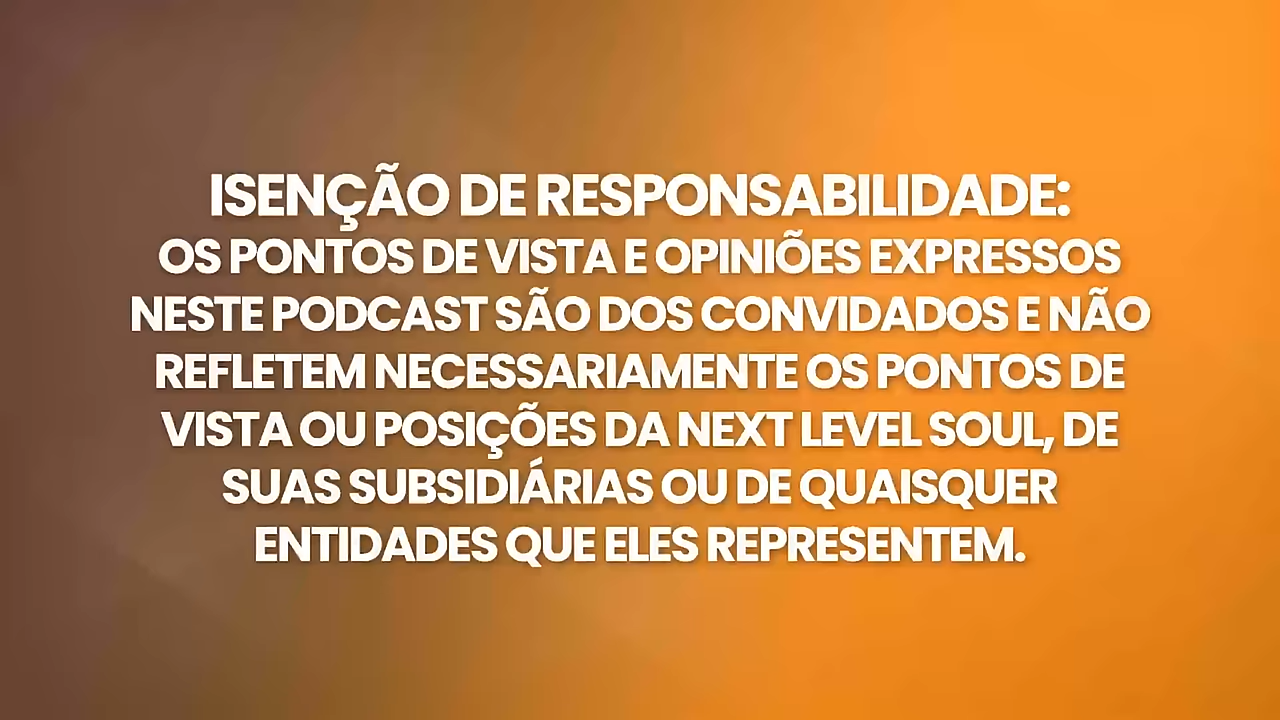 ISENÇÃO DE RESPONSABILIDADE:
OS PONTOS DE VISTA E OPINIÕES EXPRESSOS
NESTE PODCAST SÃO DOS CONVIDADOS E NÃO
REFLETEM NECESSARIAMENTE OS PONTOS DE
VISTA OU POSIÇÕES DA NEXT LEVEL SOUL, DE
SUAS SUBSIDIÁRIAS OU DE QUAISQUER
ENTIDADES QUE ELES REPRESENTEM.